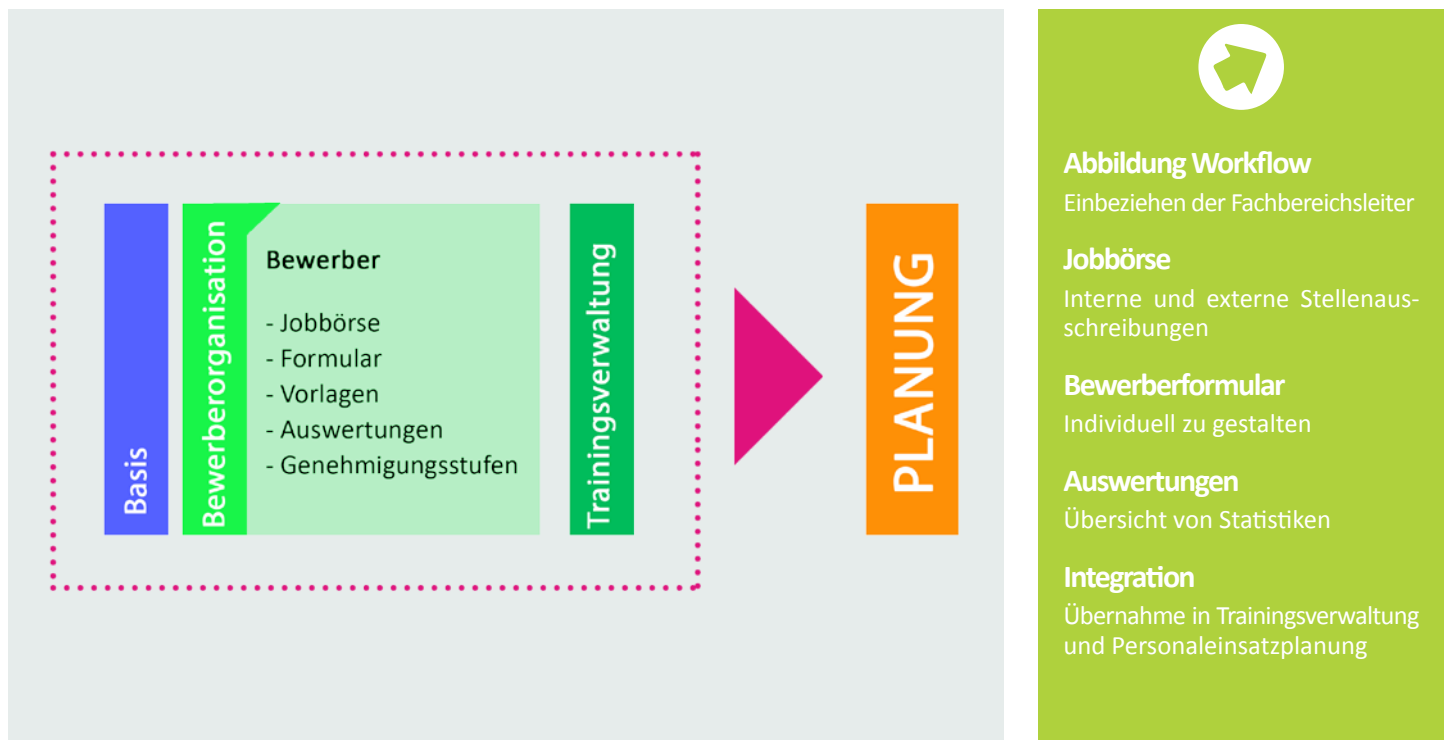 Basis
Bewerberorganisation
Bewerber
- Jobbörse
- Formular
- Vorlagen
- Auswertungen
- Genehmigungsstufen
Trainingsverwaltung
PLANUNG
Abbildung Workflow
Einbeziehen der Fachbereichsleiter
Jobbörse
Interne und externe Stellenaus-
schreibungen
Bewerberformular
Individuell zu gestalten
Auswertungen
Übersicht von Statistiken
Integration
Übernahme in Trainingsverwaltung
und Personaleinsatzplanung